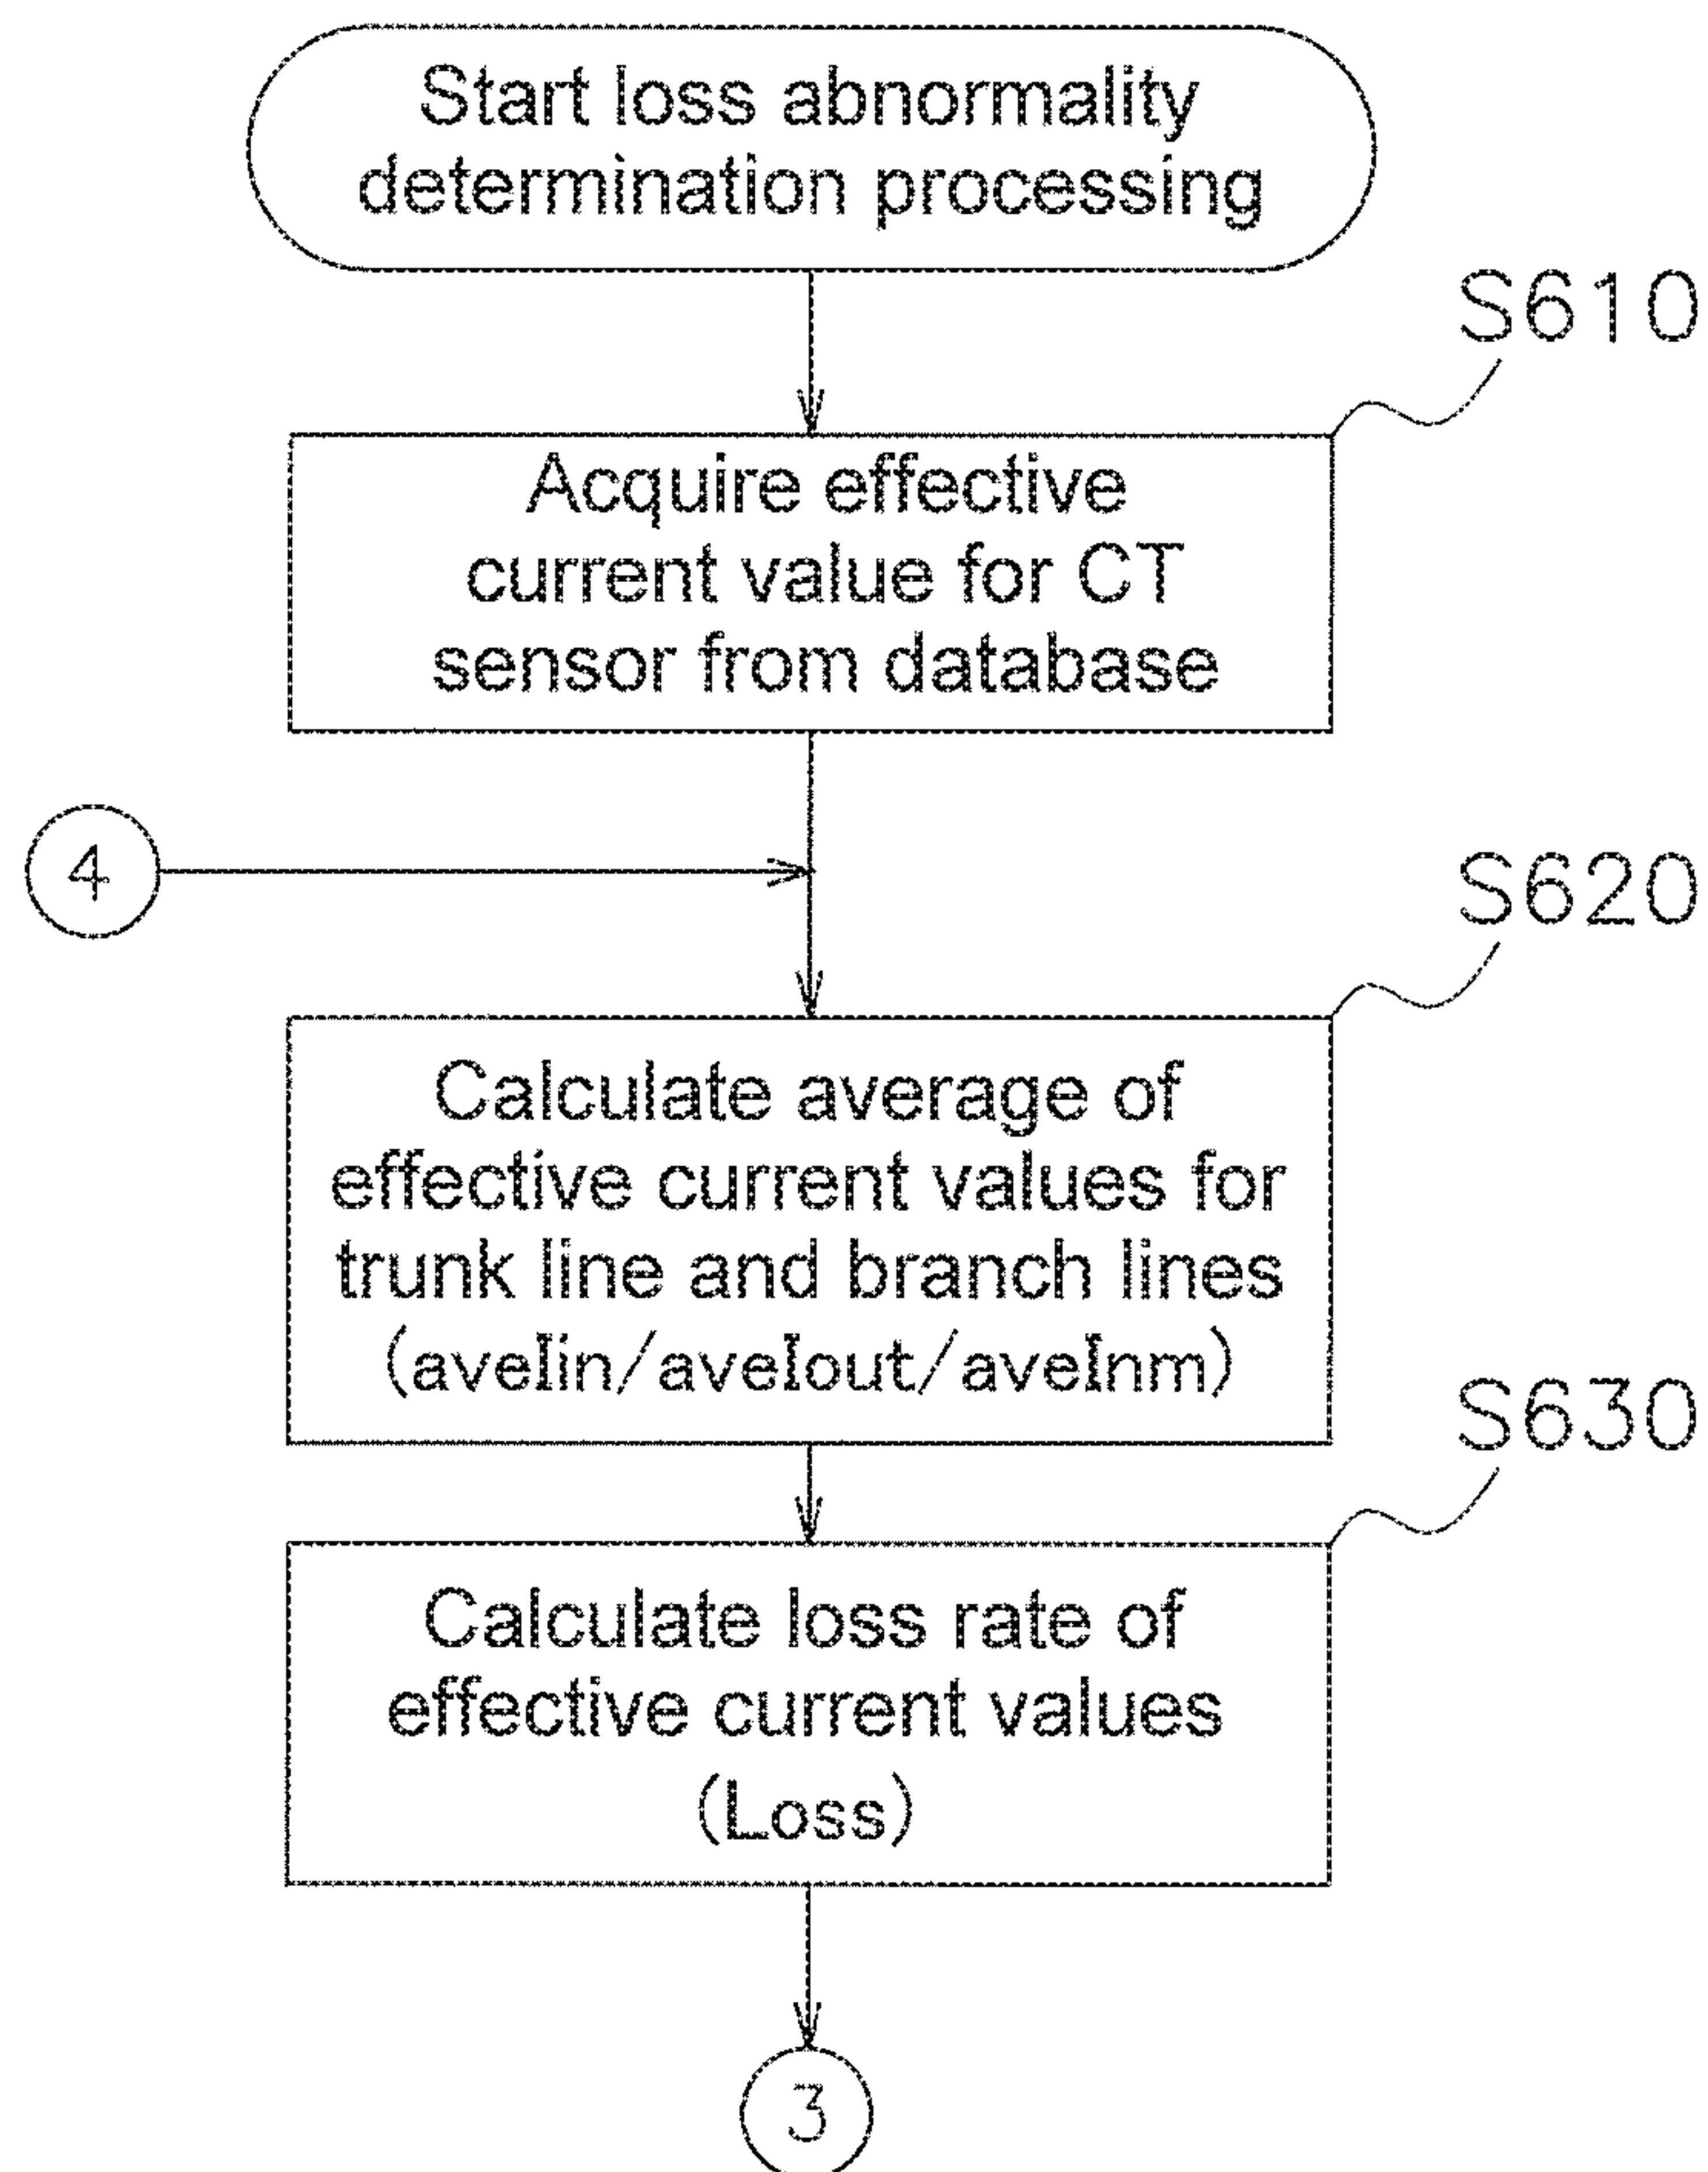 Start loss abnormality
determination processing
S610
Acquire effective
current value for CT
sensor from database
4
S620
Calculate average of
effective current values for
trunk line and branch lines
(aveIin/aveIout/aveInm)
S630
Calculate loss rate of
effective current values
(Loss)
3